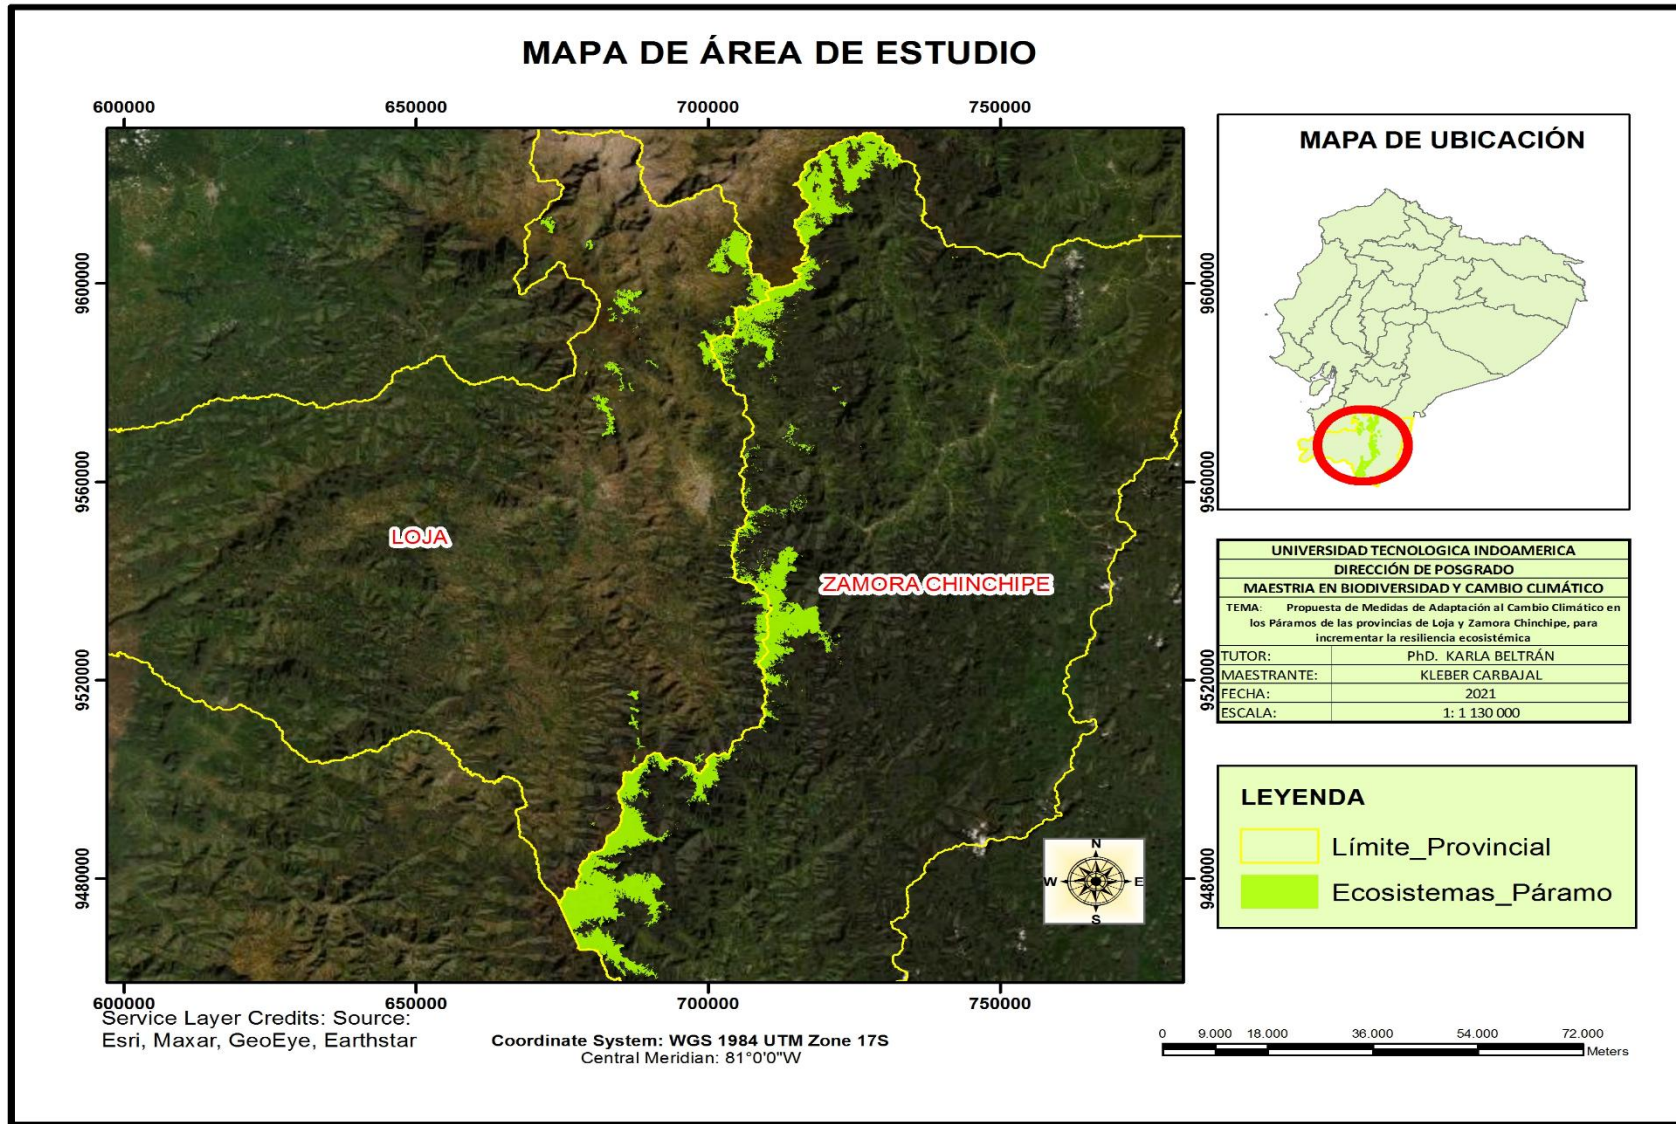 MAPA DE ÁREA DE ESTUDIO
600000 650000 700000 750000
9600000 9600000
9560000 9560000
9520000 9520000
9480000 9480000
LOJA
ZAMORA CHINCHIPE
N
W E
S
600000 650000 700000 750000
Service Layer Credits: Source:
Esri, Maxar, GeoEye, Earthstar
Coordinate System: WGS 1984 UTM Zone 17S
Central Meridian: 81°0'0"W
MAPA DE UBICACIÓN
UNIVERSIDAD TECNOLOGICA INDOAMERICA
DIRECCIÓN DE POSGRADO
MAESTRIA EN BIODIVERSIDAD Y CAMBIO CLIMÁTICO
TEMA: Propuesta de Medidas de Adaptación al Cambio Climático en
los Páramos de las provincias de Loja y Zamora Chinchipe, para
incrementar la resiliencia ecosistémica
TUTOR: PhD. KARLA BELTRÁN
MAESTRANTE: KLEBER CARBAJAL
FECHA: 2021
ESCALA: 1: 1 130 000
LEYENDA
Límite_Provincial
Ecosistemas_Páramo
0 9.000 18.000 36.000 54.000 72.000
Meters